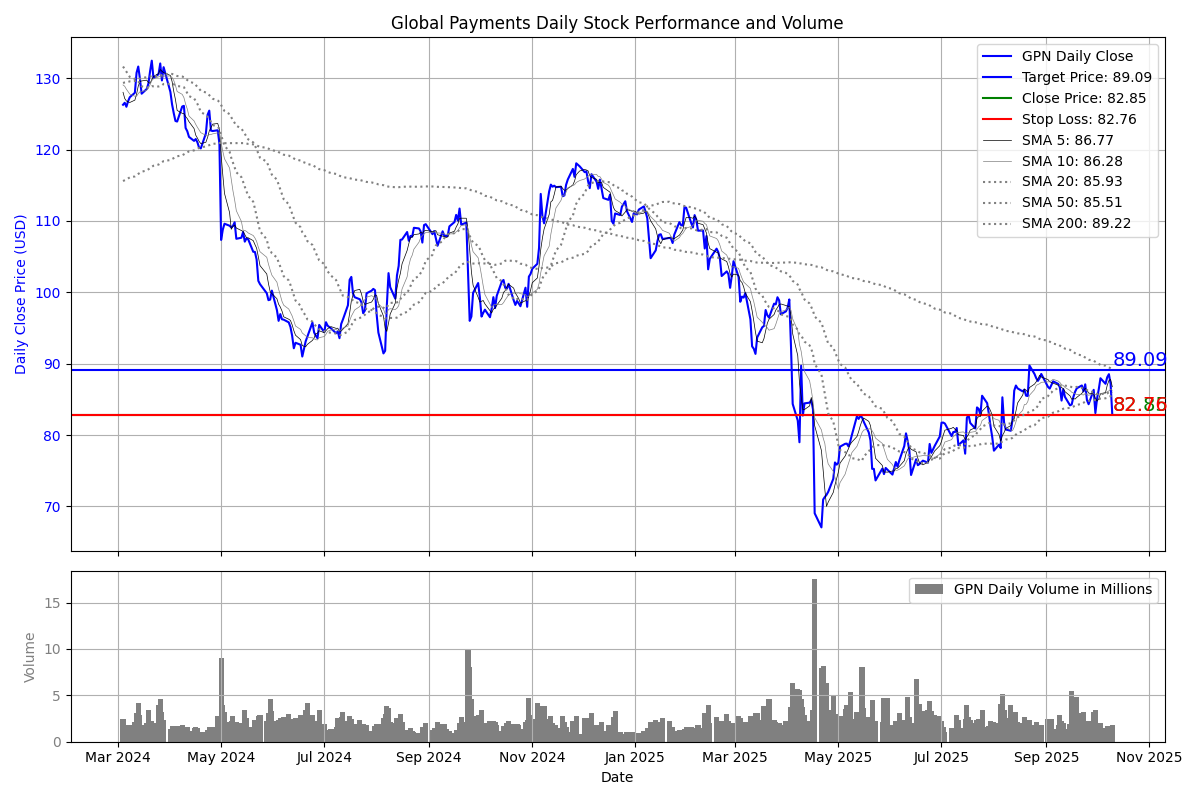 Global Payments Daily Stock Performance and Volume
Daily Close Price (USD)
130
120
110
100
90
80
70
GPN Daily Close
Target Price: 89.09
Close Price: 82.85
Stop Loss: 82.76
SMA 5: 86.77
SMA 10: 86.28
SMA 20: 85.93
SMA 50: 85.51
SMA 200: 89.22
89.09
82.85
82.76
Volume
15
10
5
0
GPN Daily Volume in Millions
Mar 2024 May 2024 Jul 2024 Sep 2024 Nov 2024 Jan 2025 Mar 2025 May 2025 Jul 2025 Sep 2025 Nov 2025
Date